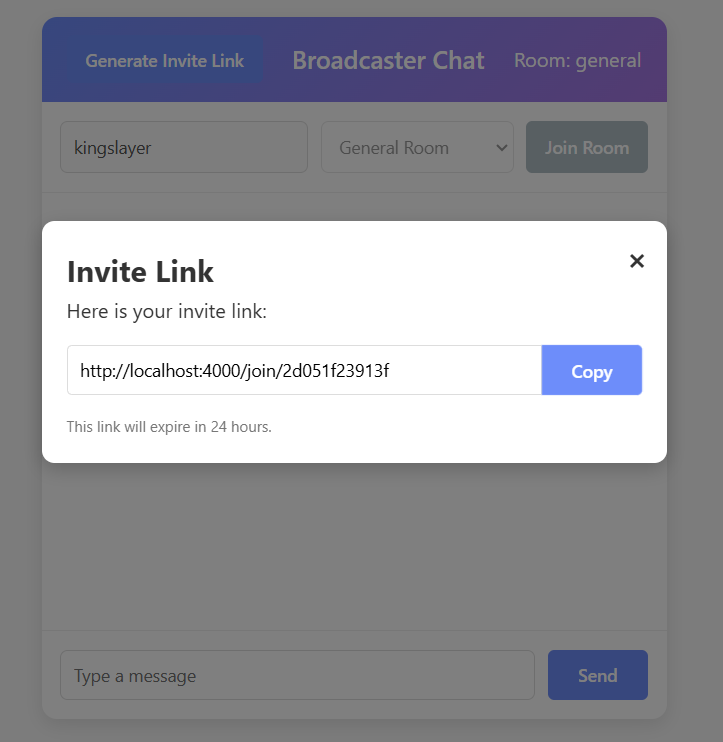 Generate Invite Link
Broadcaster Chat
Room: general
kingslayer
General Room
Join Room
Invite Link
×
Here is your invite link:
http://localhost:4000/join/2d051f23913f
Copy
This link will expire in 24 hours.
Type a message
Send